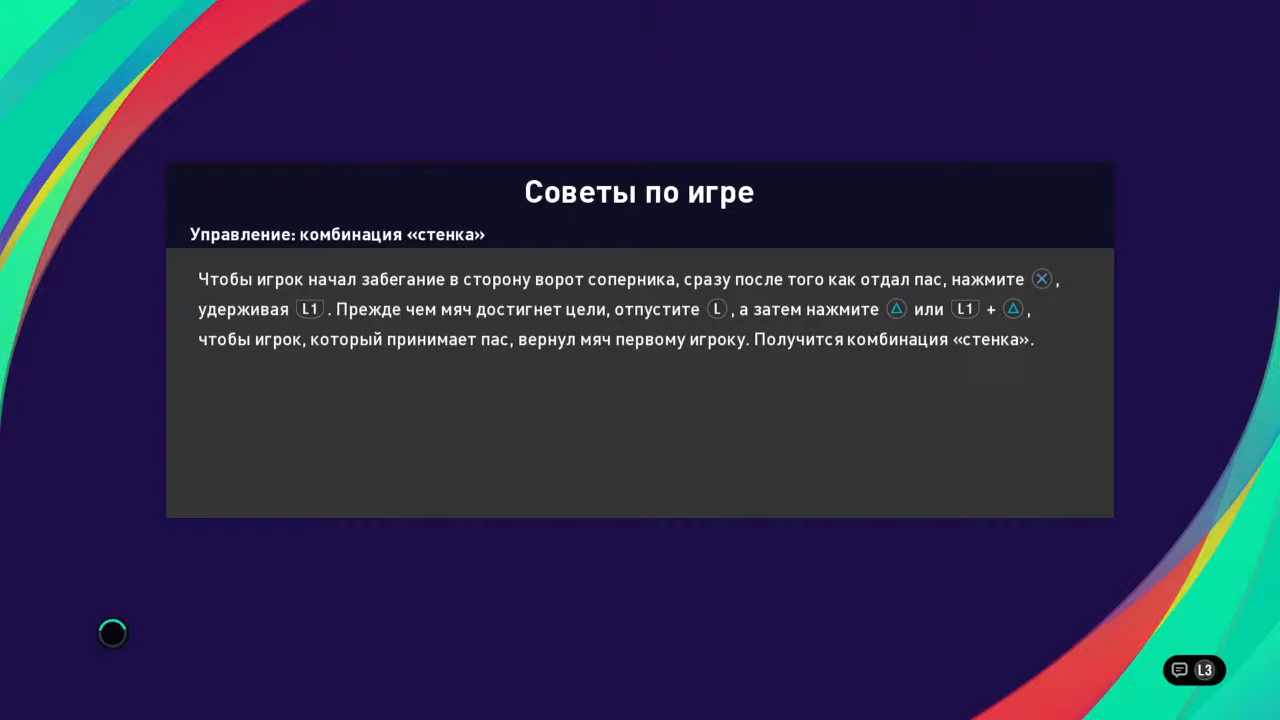 Советы по игре
Управление: комбинация «стенка»
Чтобы игрок начал забегание в сторону ворот соперника, сразу после того как отдал пас, нажмите ⓧ,
удерживая L1. Прежде чем мяч достигнет цели, отпустите L, а затем нажмите △ или L1 + △,
чтобы игрок, который принимает пас, вернул мяч первому игроку. Получится комбинация «стенка».
L3